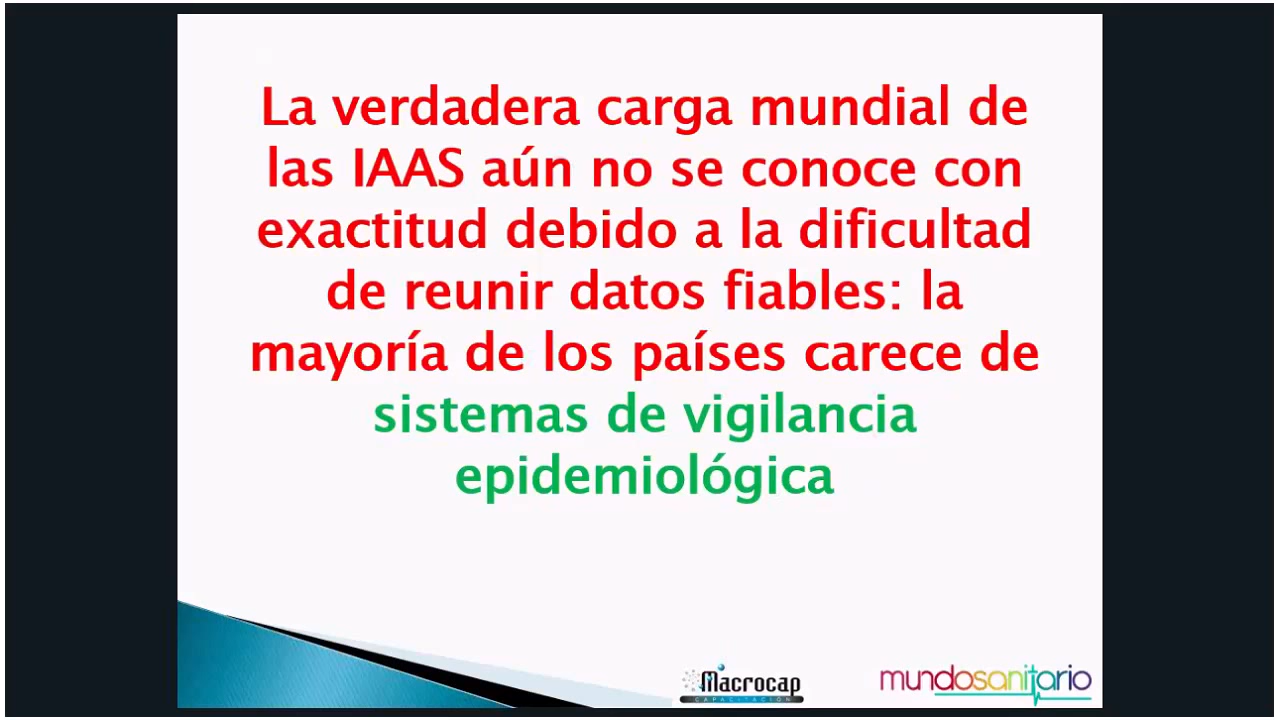 La verdadera carga mundial de
las IAAS aún no se conoce con
exactitud debido a la dificultad
de reunir datos fiables: la
mayoría de los países carece de
sistemas de vigilancia
epidemiológica
Macrocap
CAPACITACIÓN
mundosanitario